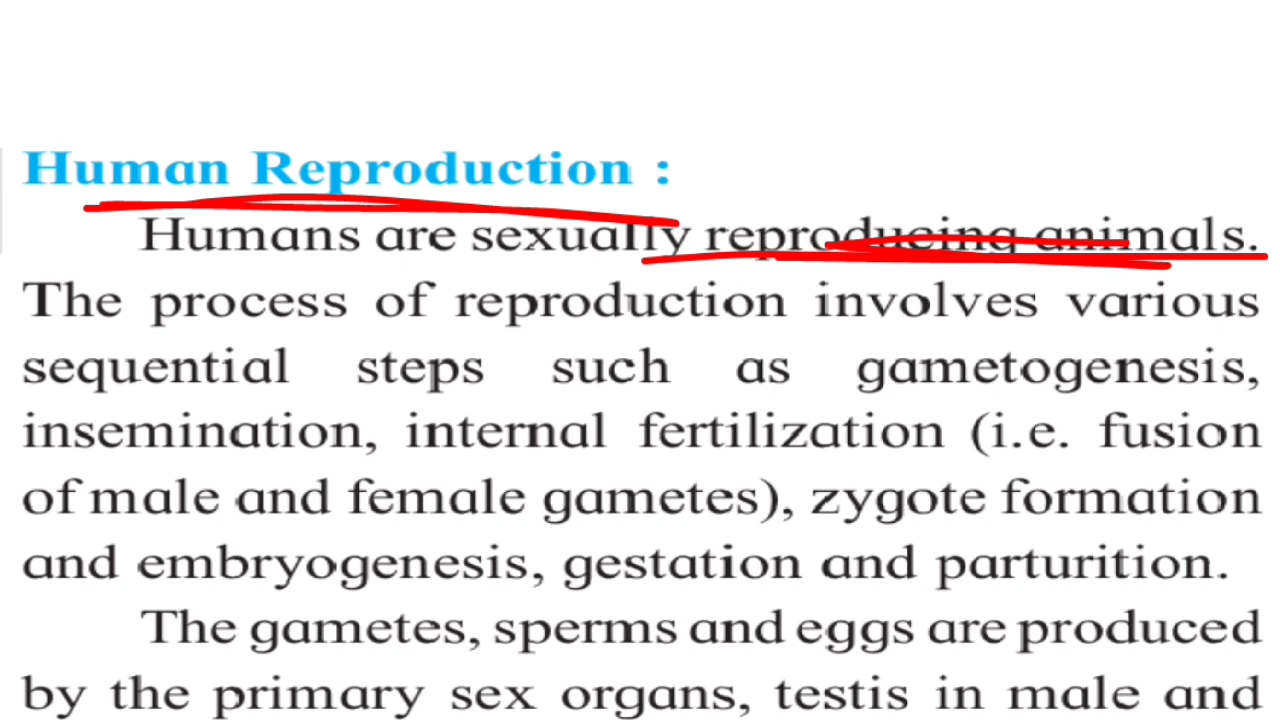 Human Reproduction :
Humans are sexually reproducing animals.
The process of reproduction involves various
sequential steps such as gametogenesis,
insemination, internal fertilization (i.e. fusion
of male and female gametes), zygote formation
and embryogenesis, gestation and parturition.
The gametes, sperms and eggs are produced
by the primary sex organs, testis in male and